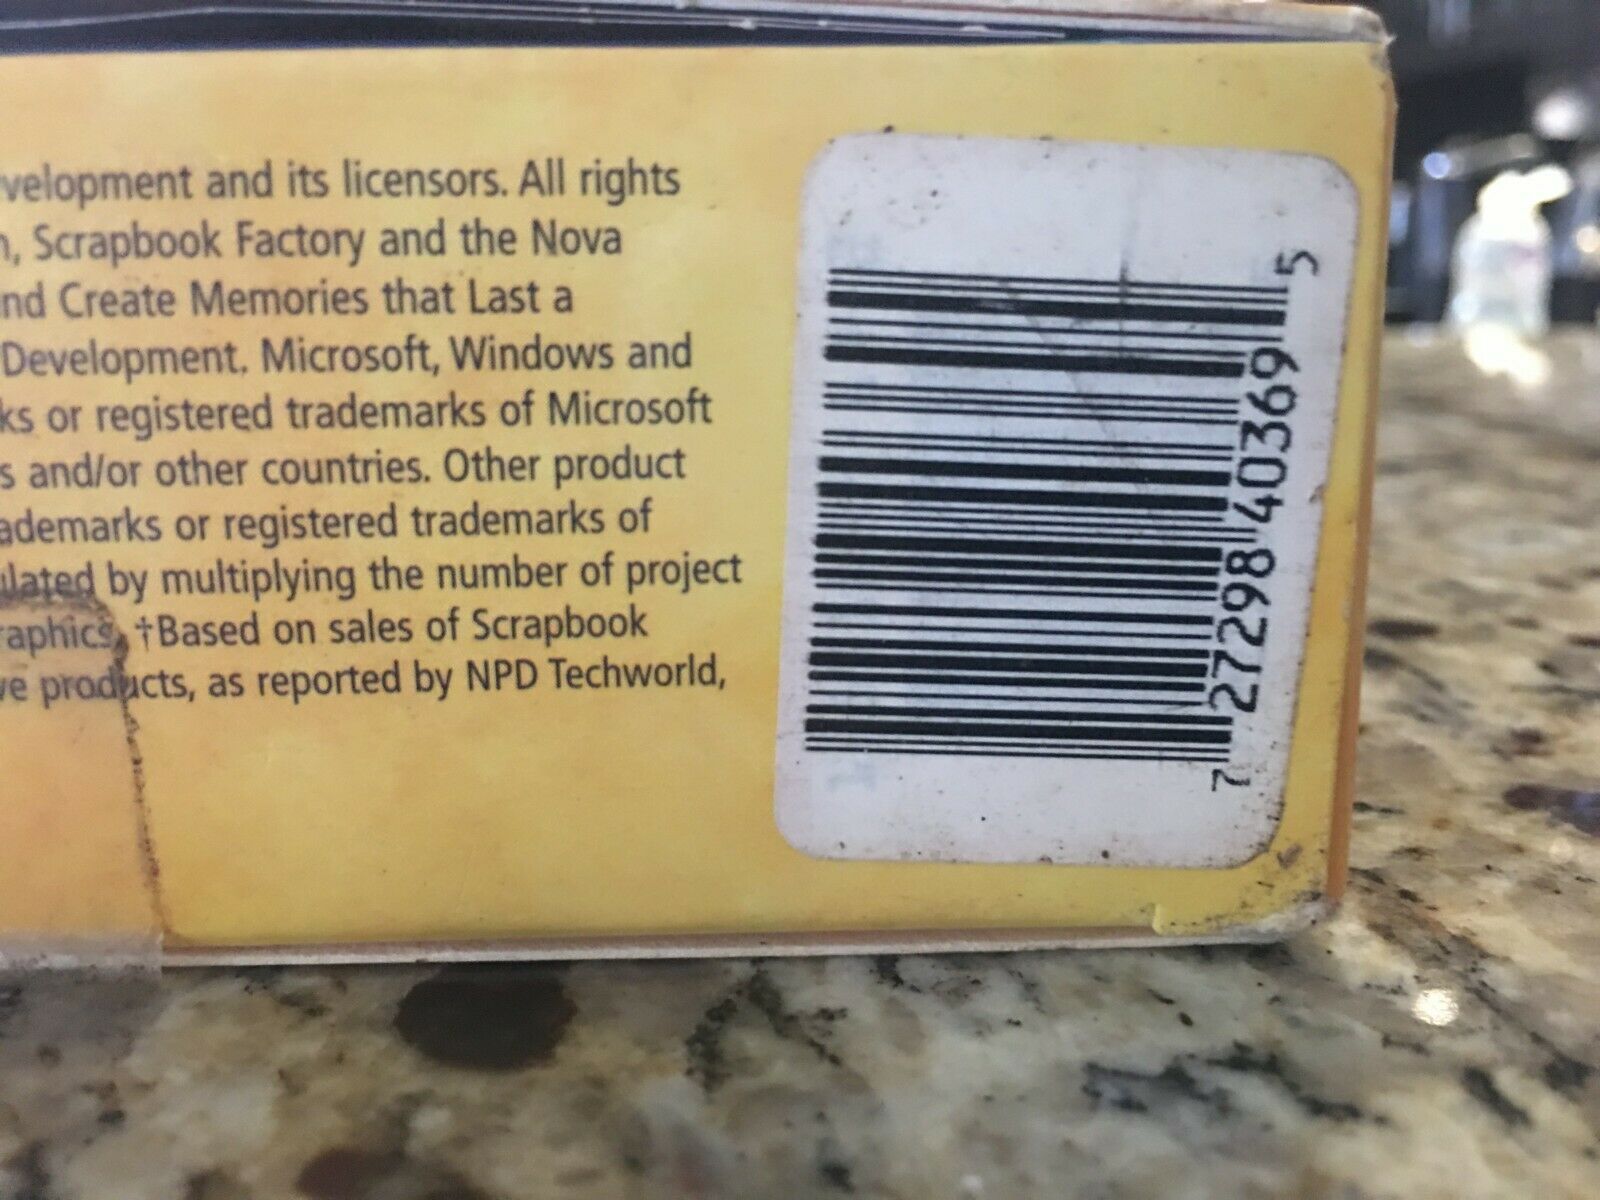 velopment and its licensors. All rights
, Scrapbook Factory and the Nova
nd Create Memories that Last a
Development. Microsoft, Windows and
ks or registered trademarks of Microsoft
s and/or other countries. Other product
ademarks or registered trademarks of
ulated by multiplying the number of project
raphics, †Based on sales of Scrapbook
ve products, as reported by NPD Techworld,
7 27298 40369 5